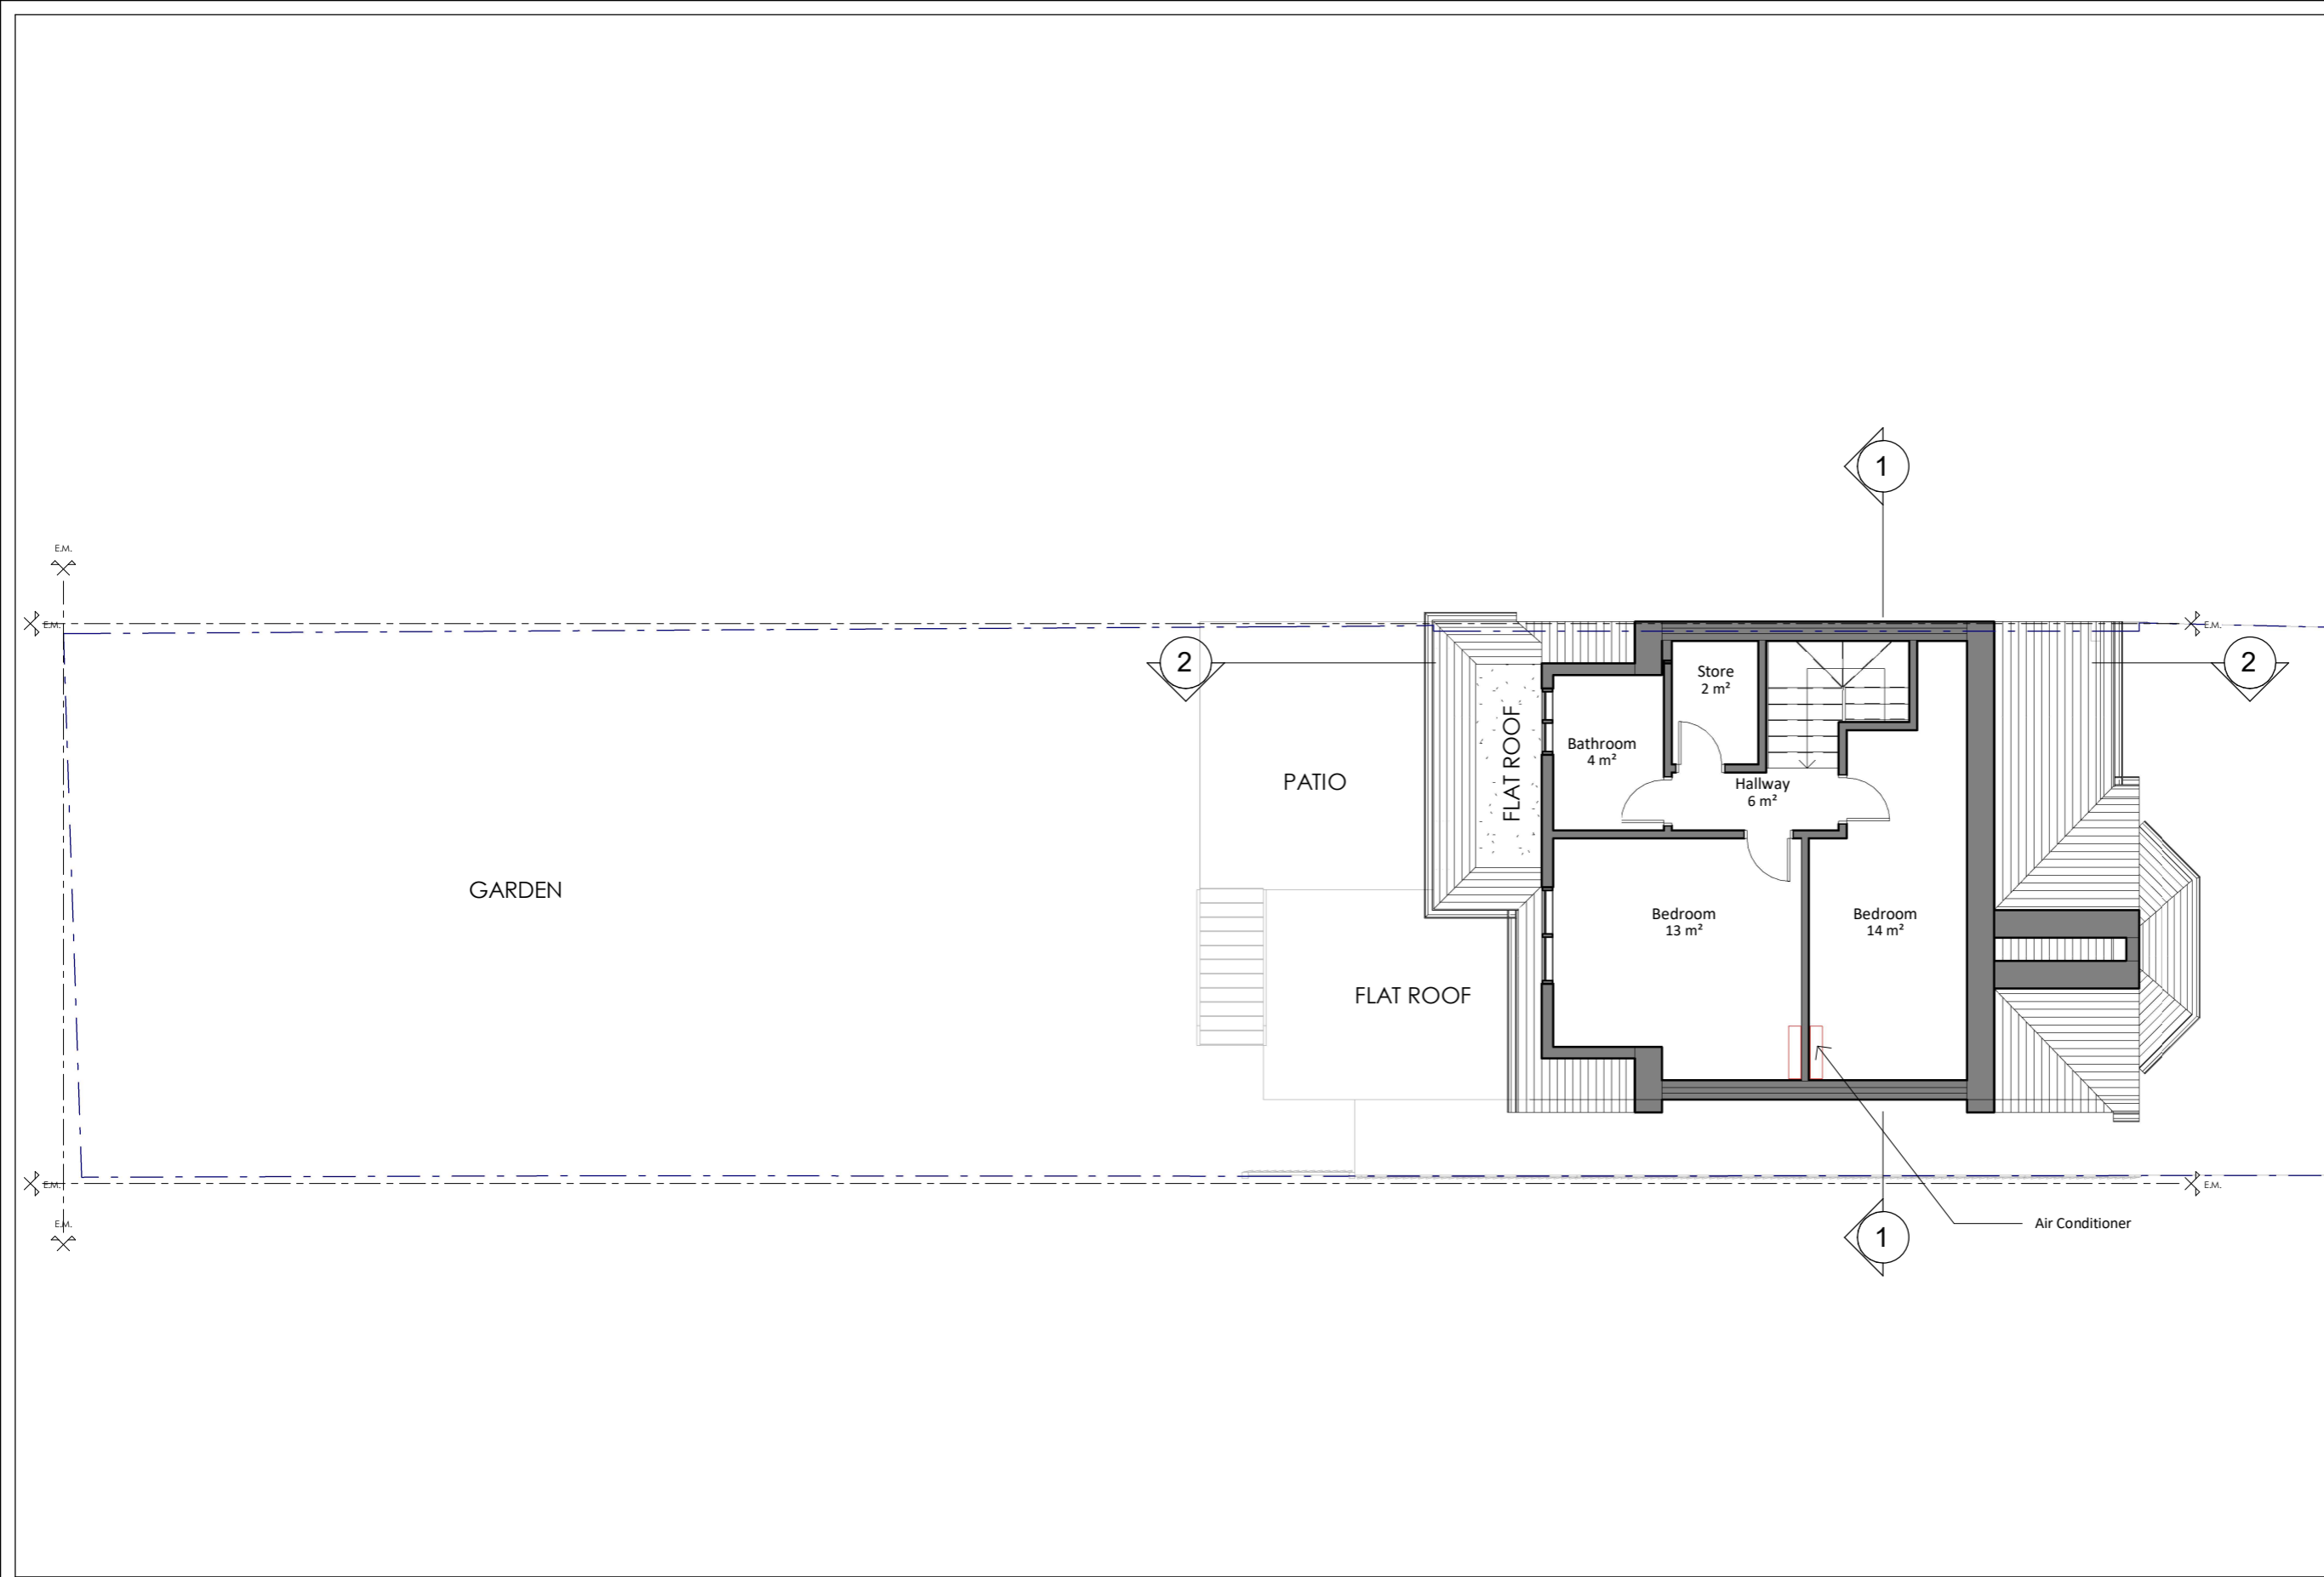 1
E.M.
E.M.
E.M.
2
2
Store
2 m²
FLAT ROOF
Bathroom
4 m²
PATIO
Hallway
6 m²
GARDEN
Bedroom
13 m²
Bedroom
14 m²
FLAT ROOF
E.M.
E.M.
E.M.
Air Conditioner
1